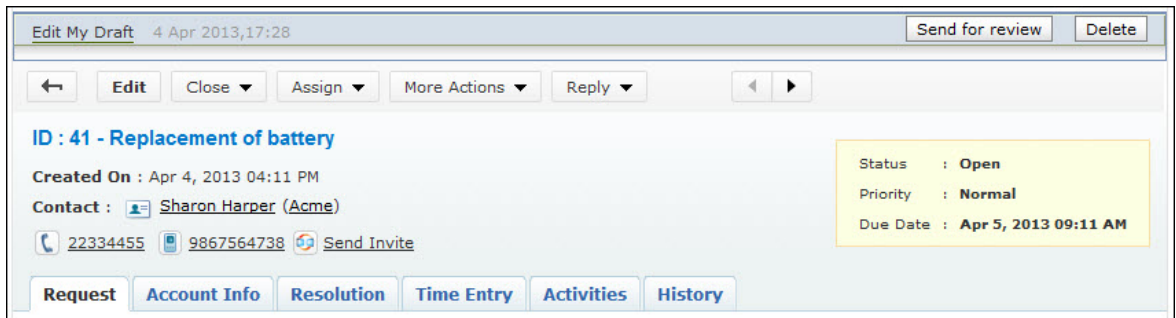 Edit My Draft 4 Apr 2013,17:28 Send for review Delete
Edit Close Assign More Actions Reply
ID : 41 - Replacement of battery
Created On : Apr 4, 2013 04:11 PM
Contact : Sharon Harper (Acme)
22334455 9867564738 Send Invite
Status : Open
Priority : Normal
Due Date : Apr 5, 2013 09:11 AM
Request Account Info Resolution Time Entry Activities History